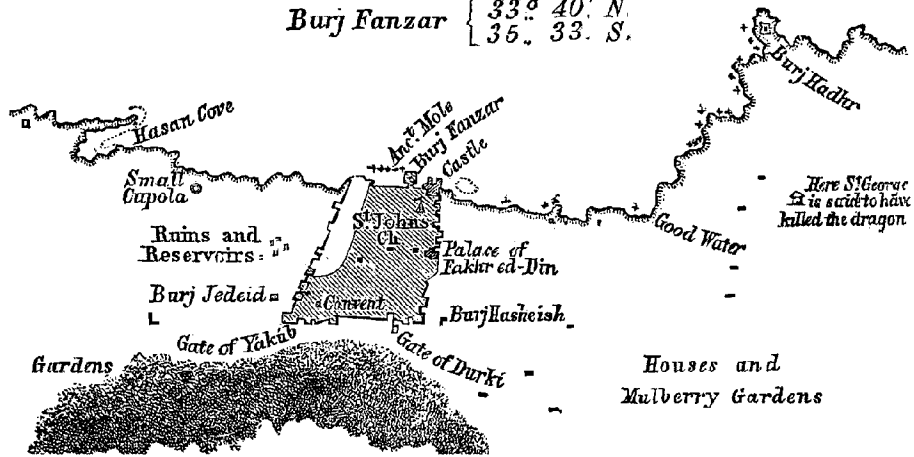 Burj Fanzar { 33° 40' N.
35,, 33. S.
Hasan Cove
Anct. Mole
Burj Fanzar
Castle
Burj Hadhr
Small
Cupola
Here St. George
is said to have
killed the dragon
St. Johns
Ch
Good Water
Ruins and
Reservoirs
Palace of
Fakhr ed-Din
Burj Jedeid
Convent
Burj Hasheish
Gate of Yakub
Gate of Durki
Gardens
Houses and
Mulberry Gardens